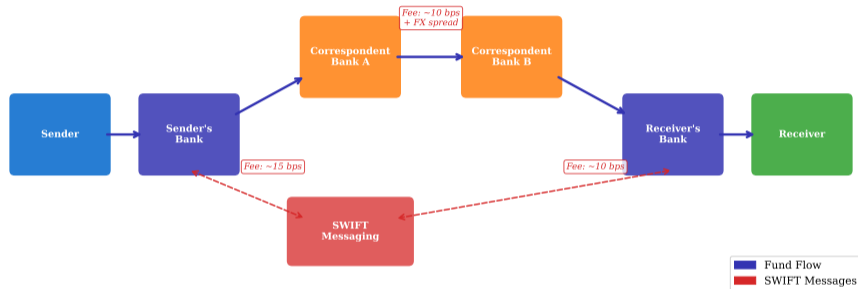 Fee: ~10 bps
+ FX spread
Correspondent
Bank A
Correspondent
Bank B
Sender
Sender's
Bank
Receiver's
Bank
Receiver
Fee: ~15 bps
Fee: ~10 bps
SWIFT
Messaging
Fund Flow
SWIFT Messages